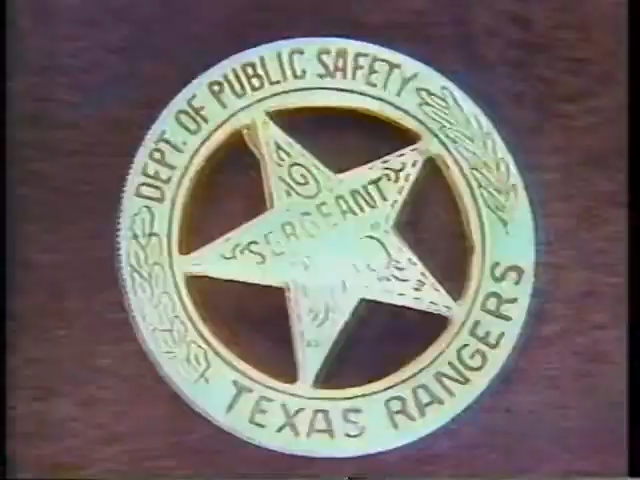 DEPT. OF PUBLIC SAFETY
SERGEANT
TEXAS RANGERS